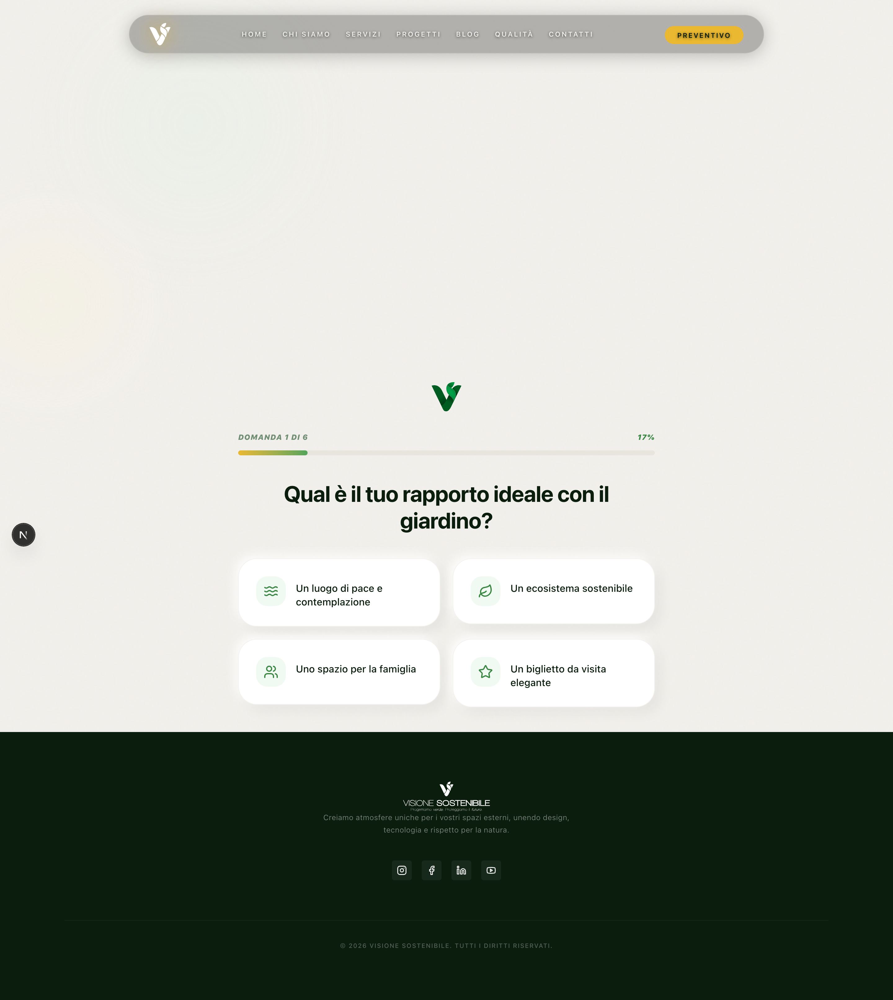 HOME CHI SIAMO SERVIZI PROGETTI BLOG QUALITÀ CONTATTI PREVENTIVO
DOMANDA 1 DI 6 17%
Qual è il tuo rapporto ideale con il
giardino?
Un luogo di pace e
contemplazione
Un ecosistema sostenibile
Uno spazio per la famiglia
Un biglietto da visita
elegante
N
VISIONE SOSTENIBILE
Progettiamo verde. Proteggiamo il futuro.
Creiamo atmosfere uniche per i vostri spazi esterni, unendo design,
tecnologia e rispetto per la natura.
© 2026 VISIONE SOSTENIBILE. TUTTI I DIRITTI RISERVATI.